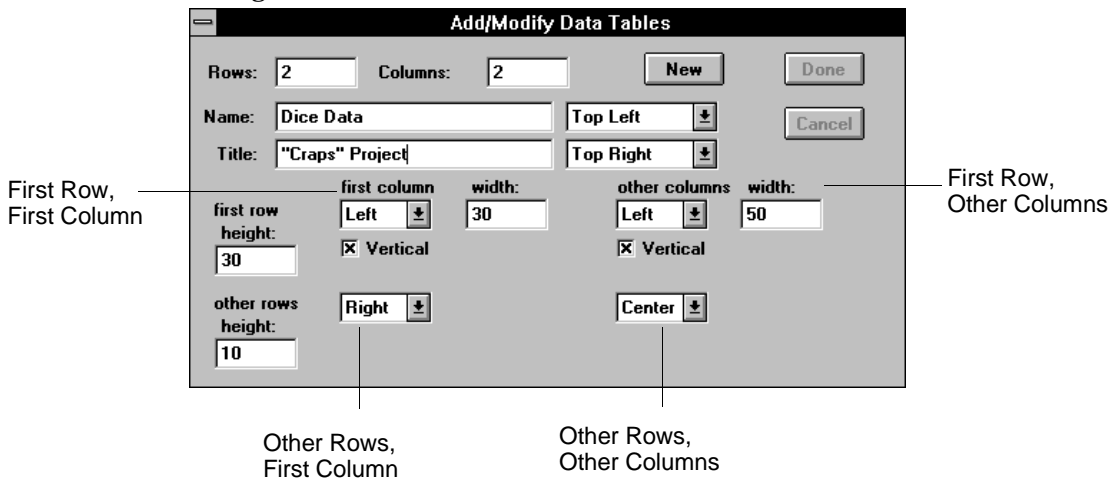 Add/Modify Data Tables
Rows: 2 Columns: 2 New Done
Name: Dice Data Top Left Cancel
Title: "Craps" Project Top Right
First Row,
First Column
first column width: other columns width:
First Row,
Other Columns
first row
height:
Left 30 Left 50
Vertical Vertical
30
other rows
height:
Right Center
10
Other Rows,
First Column
Other Rows,
Other Columns